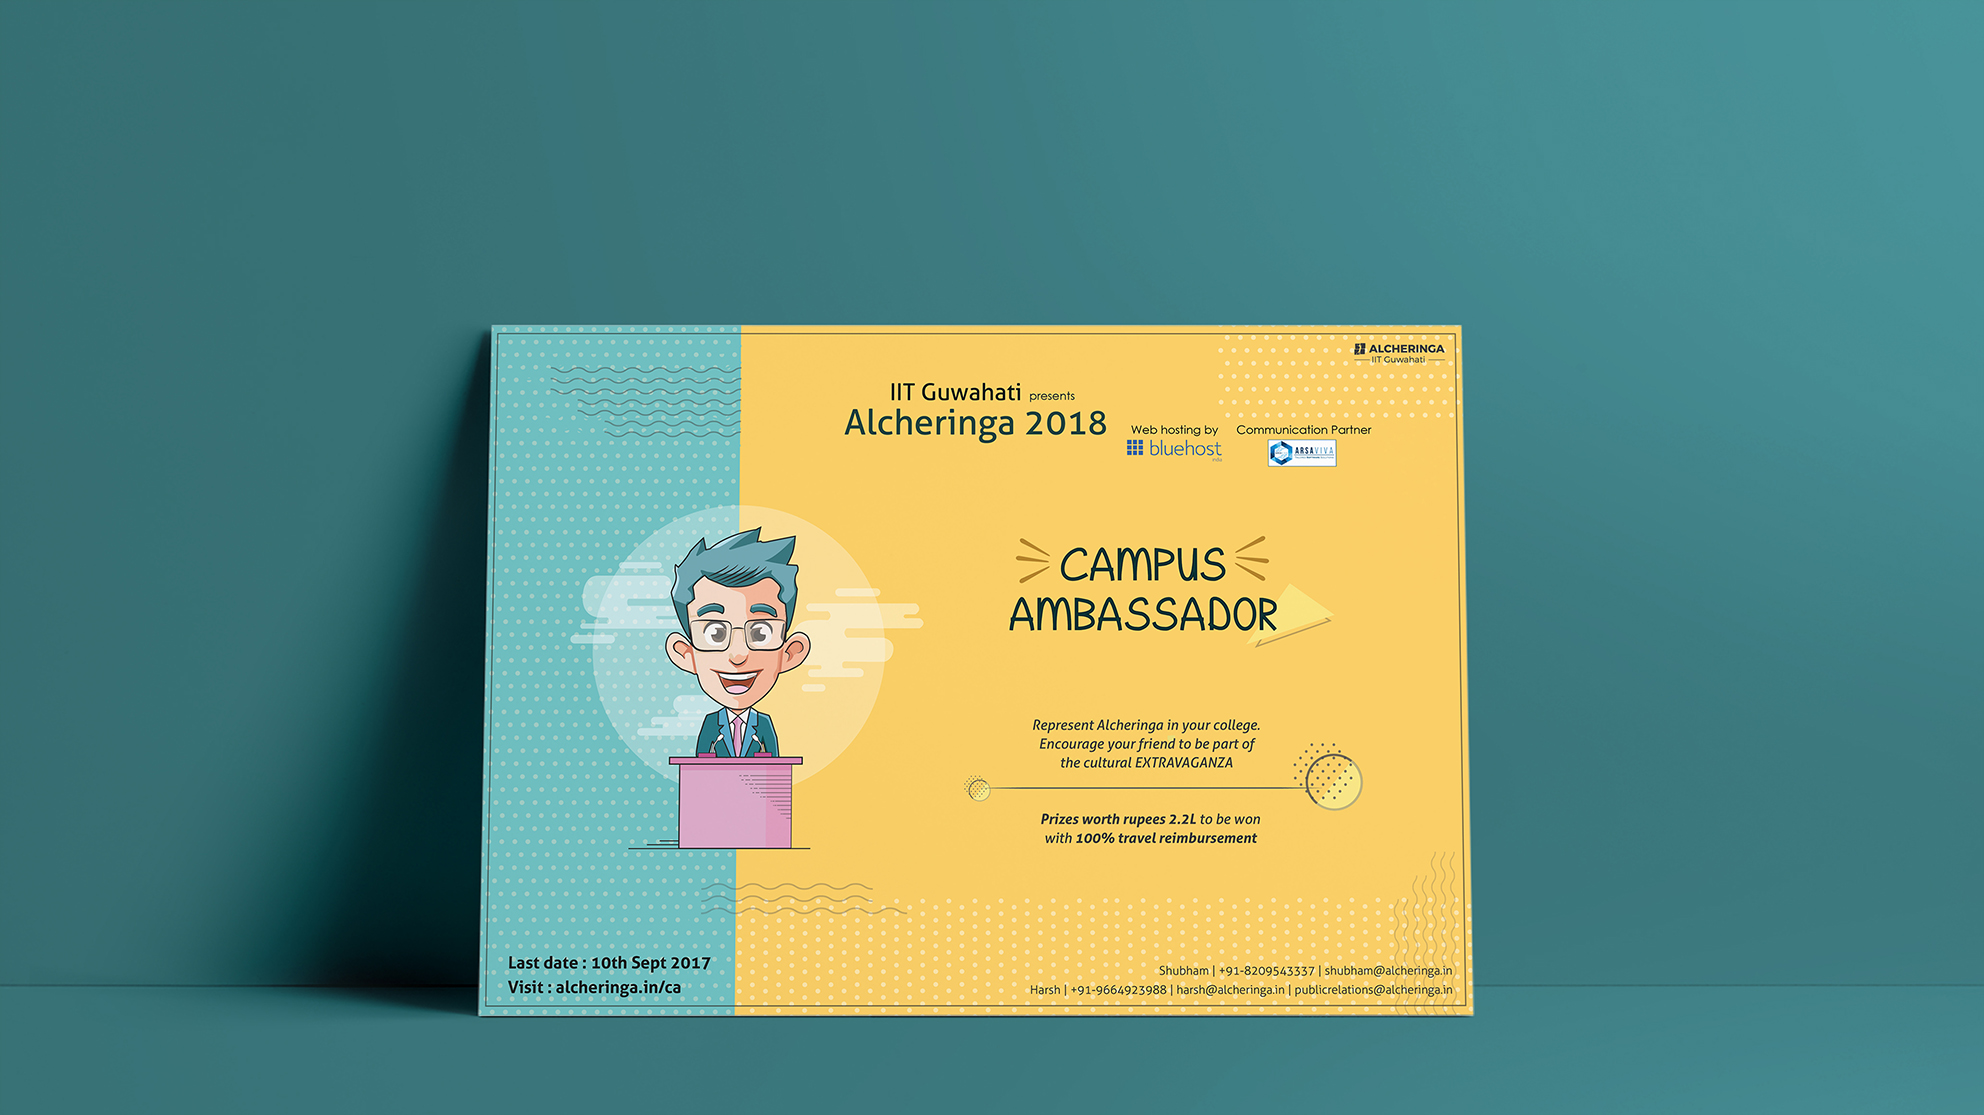 ALCHERINGA
IIT Guwahati
IIT Guwahati presents
Alcheringa 2018
Web hosting by
bluehost
Communication Partner
ARSAVIVA
CAMPUS
AMBASSADOR
Represent Alcheringa in your college.
Encourage your friend to be part of
the cultural EXTRAVAGANZA
Prizes worth rupees 2.2L to be won
with 100% travel reimbursement
Last date : 10th Sept 2017
Visit : alcheringa.in/ca
Shubham | +91-8209543337 | shubham@alcheringa.in
Harsh | +91-9664923988 | harsh@alcheringa.in | publicrelations@alcheringa.in